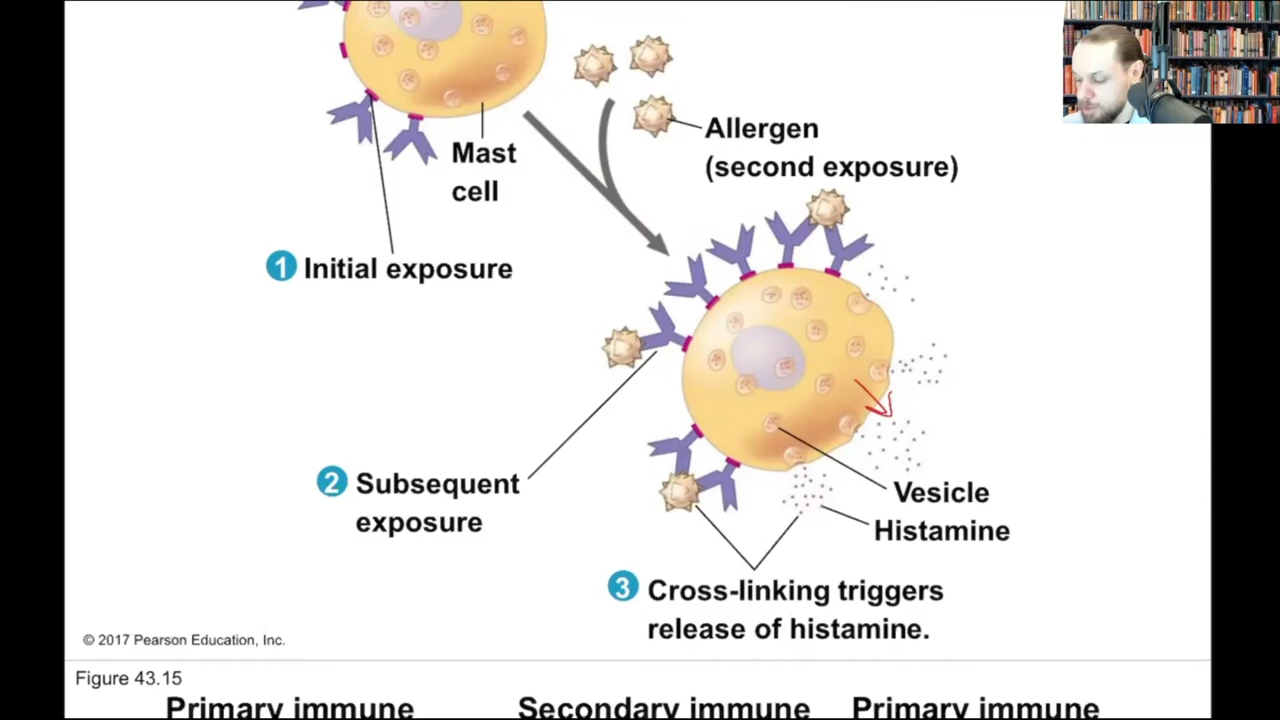 Allergen
(second exposure)
Mast
cell
1 Initial exposure
2 Subsequent
exposure
Vesicle
Histamine
3 Cross-linking triggers
release of histamine.
© 2017 Pearson Education, Inc.
Figure 43.15
Primary immune Secondary immune Primary immune